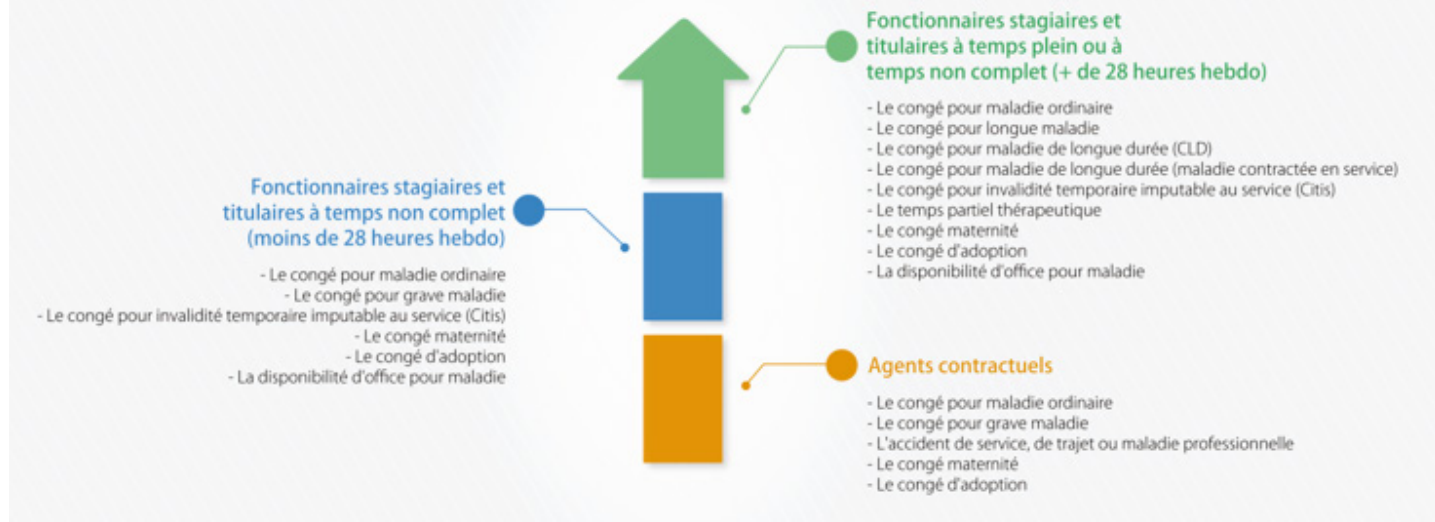 Fonctionnaires stagiaires et
titulaires à temps plein ou à
temps non complet (+ de 28 heures hebdo)
- Le congé pour maladie ordinaire
- Le congé pour longue maladie
- Le congé pour maladie de longue durée (CLD)
- Le congé pour maladie de longue durée (maladie contractée en service)
- Le congé pour invalidité temporaire imputable au service (Citis)
- Le temps partiel thérapeutique
- Le congé maternité
- Le congé d'adoption
- La disponibilité d'office pour maladie
Fonctionnaires stagiaires et
titulaires à temps non complet
(moins de 28 heures hebdo)
- Le congé pour maladie ordinaire
- Le congé pour grave maladie
- Le congé pour invalidité temporaire imputable au service (Citis)
- Le congé maternité
- Le congé d'adoption
- La disponibilité d'office pour maladie
Agents contractuels
- Le congé pour maladie ordinaire
- Le congé pour grave maladie
- L'accident de service, de trajet ou maladie professionnelle
- Le congé maternité
- Le congé d'adoption